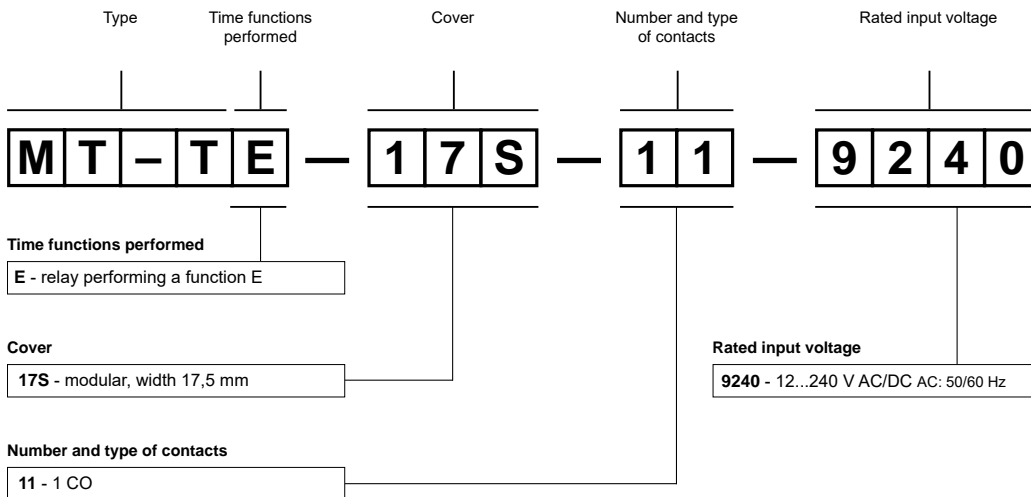 Type
Time functions
performed
Cover
Number and type
of contacts
Rated input voltage
M T – T E — 1 7 S — 1 1 — 9 2 4 0
Time functions performed
E - relay performing a function E
Cover
17S - modular, width 17,5 mm
Rated input voltage
9240 - 12...240 V AC/DC AC: 50/60 Hz
Number and type of contacts
11 - 1 CO